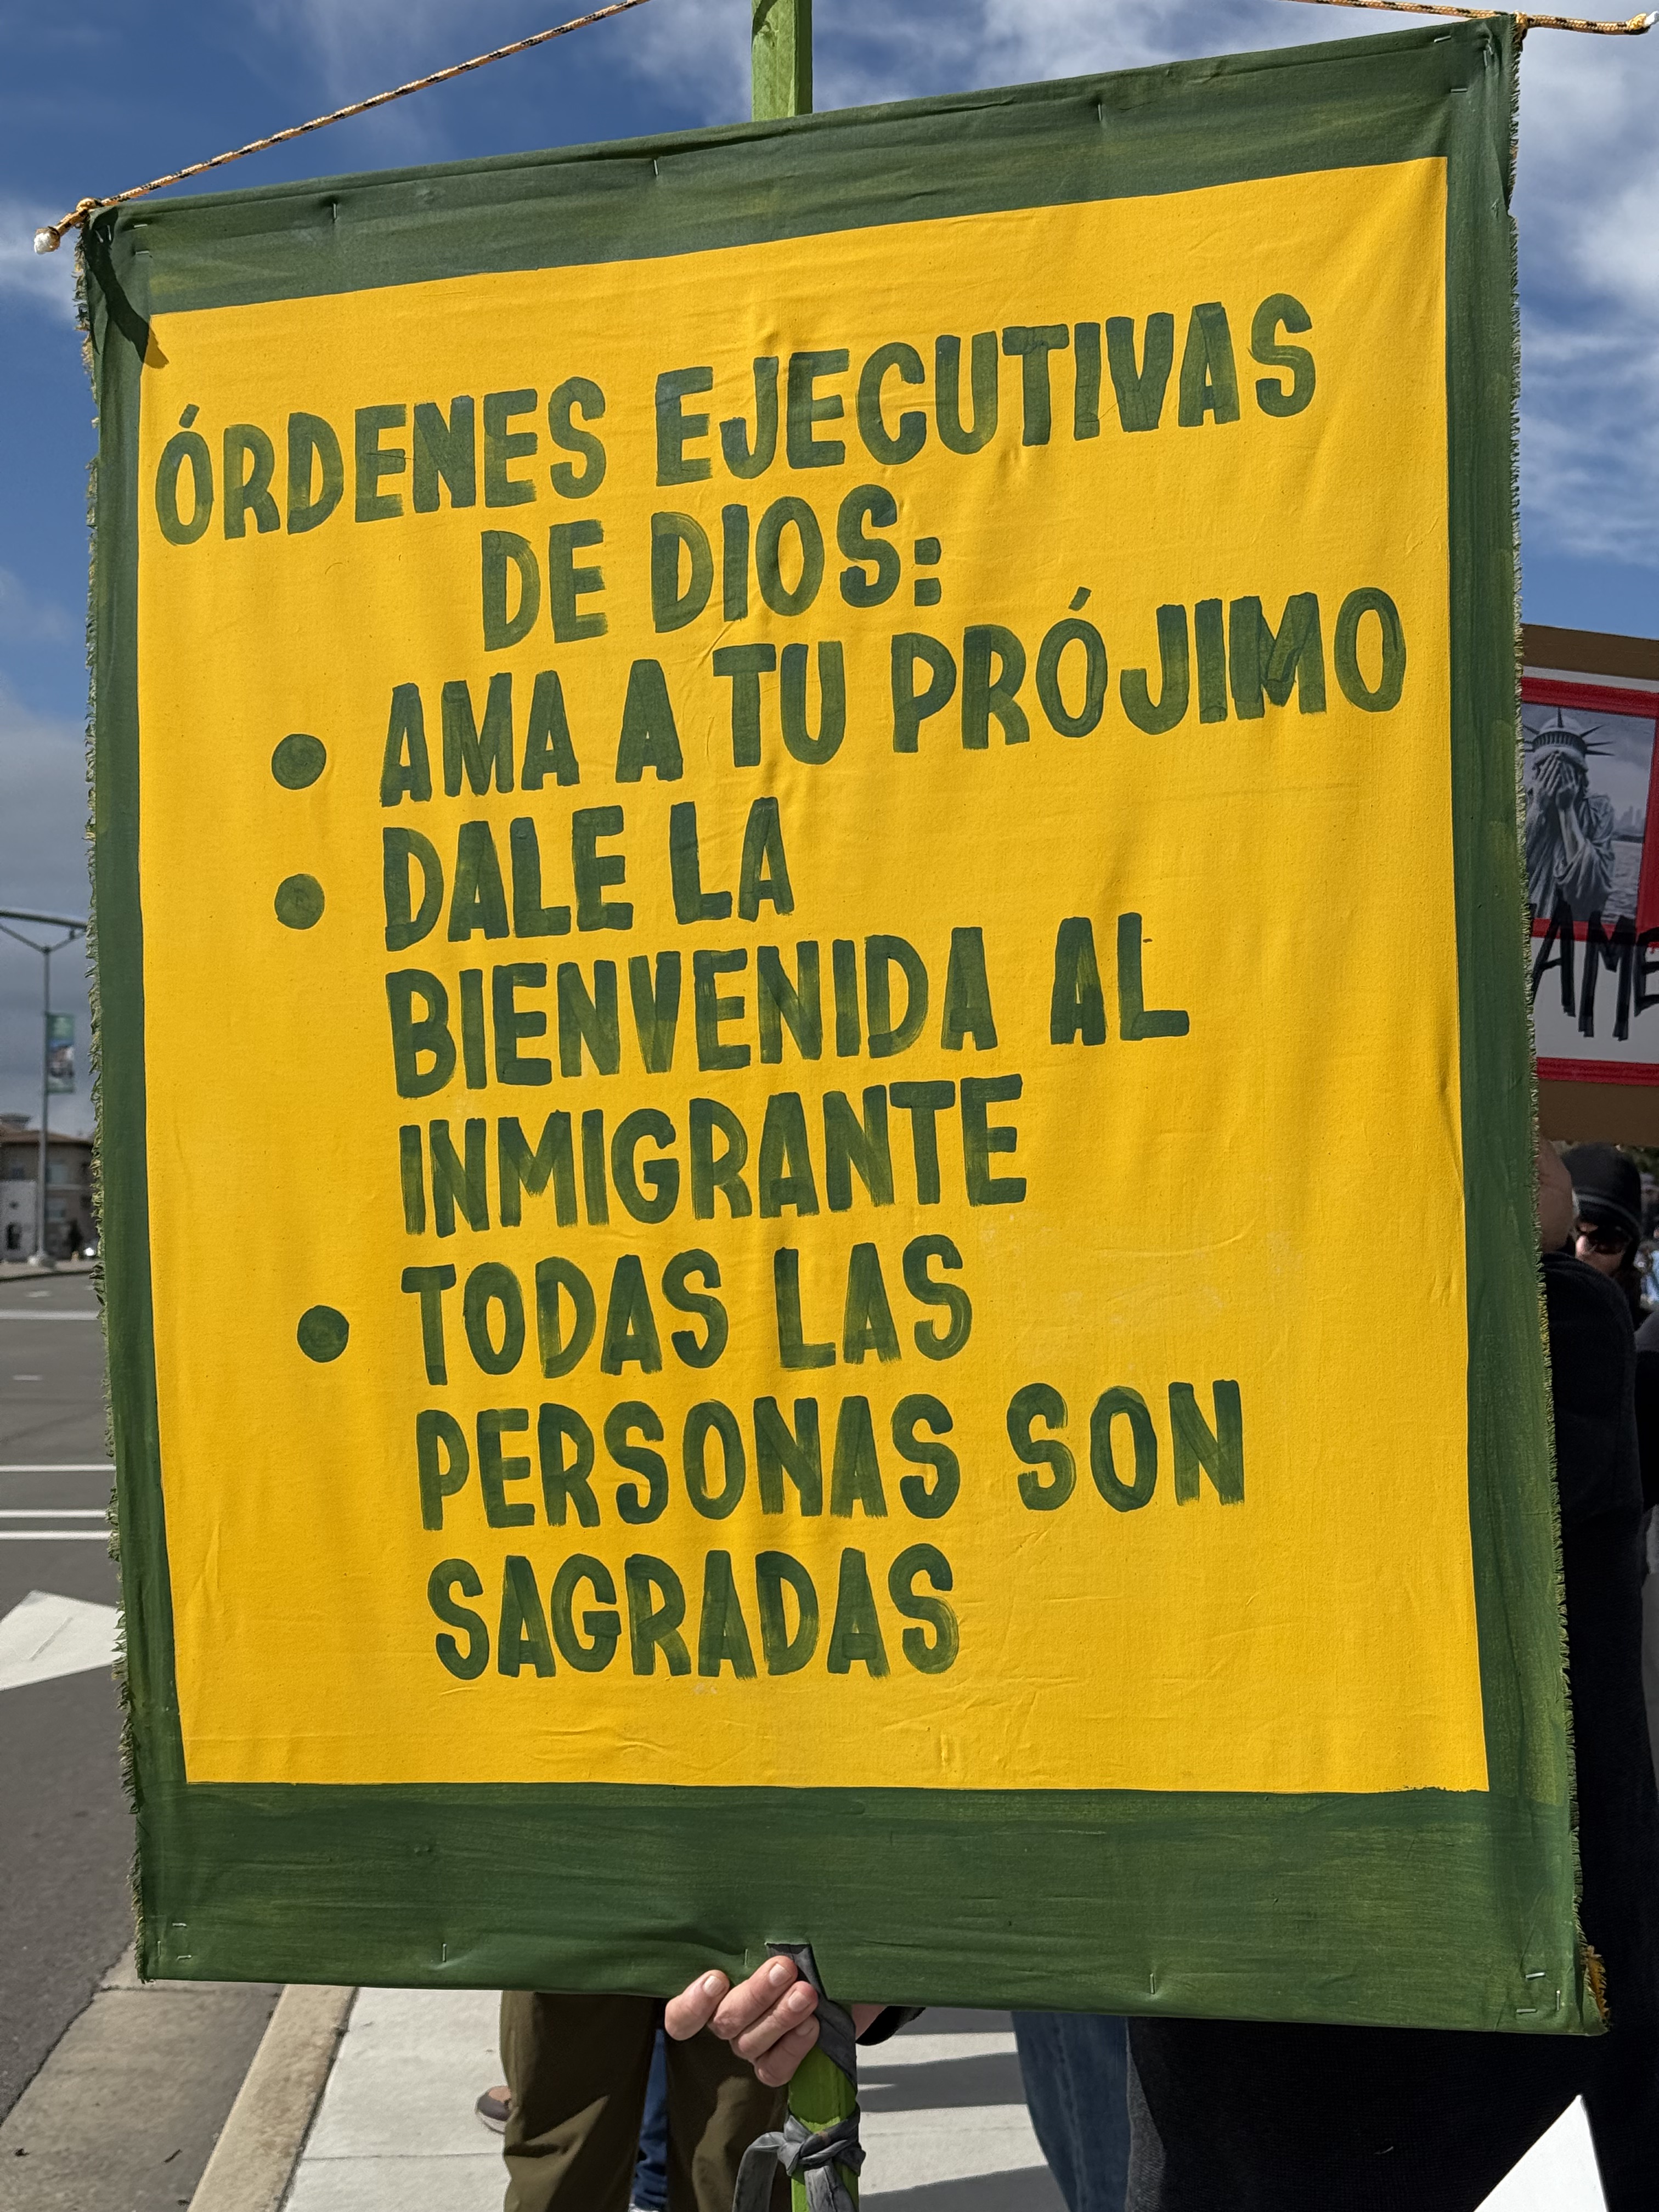 ÓRDENES EJECUTIVAS
DE DIOS:
• AMA A TU PRÓJIMO
• DALE LA
BIENVENIDA AL
INMIGRANTE
• TODAS LAS
PERSONAS SON
SAGRADAS